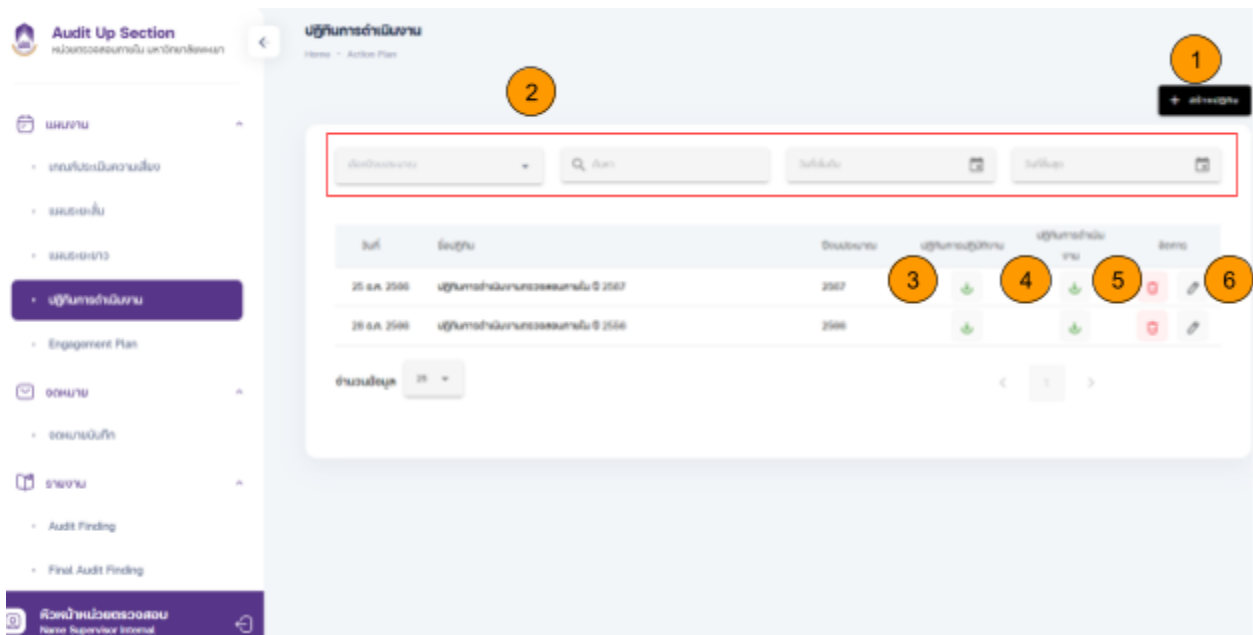 Audit Up Section
หน่วยตรวจสอบภายใน มหาวิทยาลัยพะเยา
ปฏิทินการดำเนินงาน
Home - Action Plan
1
2
+ สร้างปฏิทิน
แผนงาน
เกณฑ์ประเมินความเสี่ยง
แผนระยะสั้น
แผนระยะยาว
ปฏิทินการดำเนินงาน
Engagement Plan
จดหมาย
จดหมายบันทึก
รายงาน
Audit Finding
Final Audit Finding
หัวหน้าหน่วยตรวจสอบ
Name Supervisor Internal
เลือกปีงบประมาณ
ค้นหา
วันที่เริ่มต้น
วันที่สิ้นสุด
วันที่
ชื่อปฏิทิน
ปีงบประมาณ
ปฏิทินการปฏิบัติงาน
ปฏิทินการดำเนิน
งาน
จัดการ
25 ธ.ค. 2566
ปฏิทินการดำเนินงานตรวจสอบภายใน ปี 2567
2567
3
4
5
6
28 ธ.ค. 2566
ปฏิทินการดำเนินงานตรวจสอบภายใน ปี 2556
2566
จำนวนข้อมูล
25
1